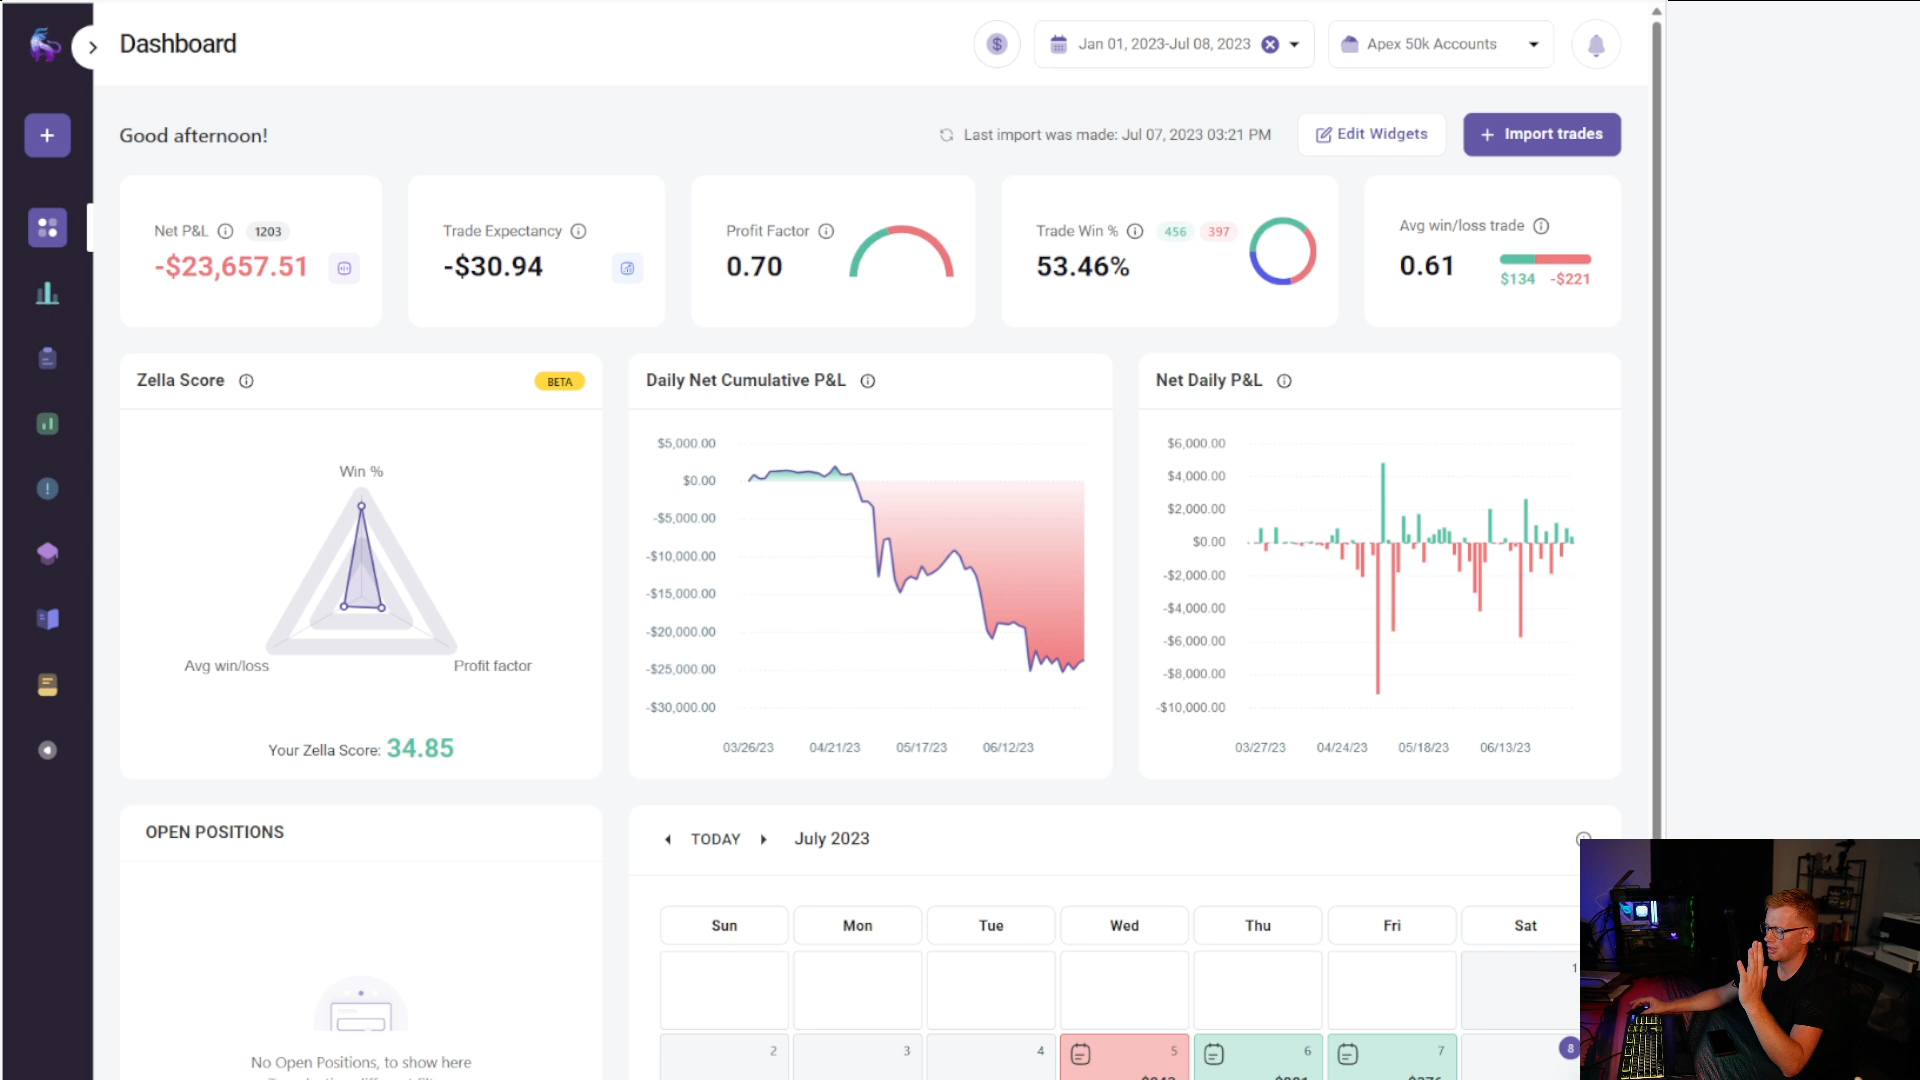 Dashboard
$
Jan 01, 2023-Jul 08, 2023
Apex 50k Accounts
Good afternoon!
Last import was made: Jul 07, 2023 03:21 PM
Edit Widgets
+ Import trades
Net P&L 1203
-$23,657.51
Trade Expectancy
-$30.94
Profit Factor
0.70
Trade Win % 456 397
53.46%
Avg win/loss trade
0.61
$134 -$221
Zella Score
BETA
Win %
Avg win/loss
Profit factor
Your Zella Score: 34.85
Daily Net Cumulative P&L
$5,000.00
$0.00
-$5,000.00
-$10,000.00
-$15,000.00
-$20,000.00
-$25,000.00
-$30,000.00
03/26/23 04/21/23 05/17/23 06/12/23
Net Daily P&L
$6,000.00
$4,000.00
$2,000.00
$0.00
-$2,000.00
-$4,000.00
-$6,000.00
-$8,000.00
-$10,000.00
03/27/23 04/24/23 05/18/23 06/13/23
OPEN POSITIONS
No Open Positions, to show here
TODAY July 2023
Sun Mon Tue Wed Thu Fri Sat
1
2 3 4 5 6 7 8